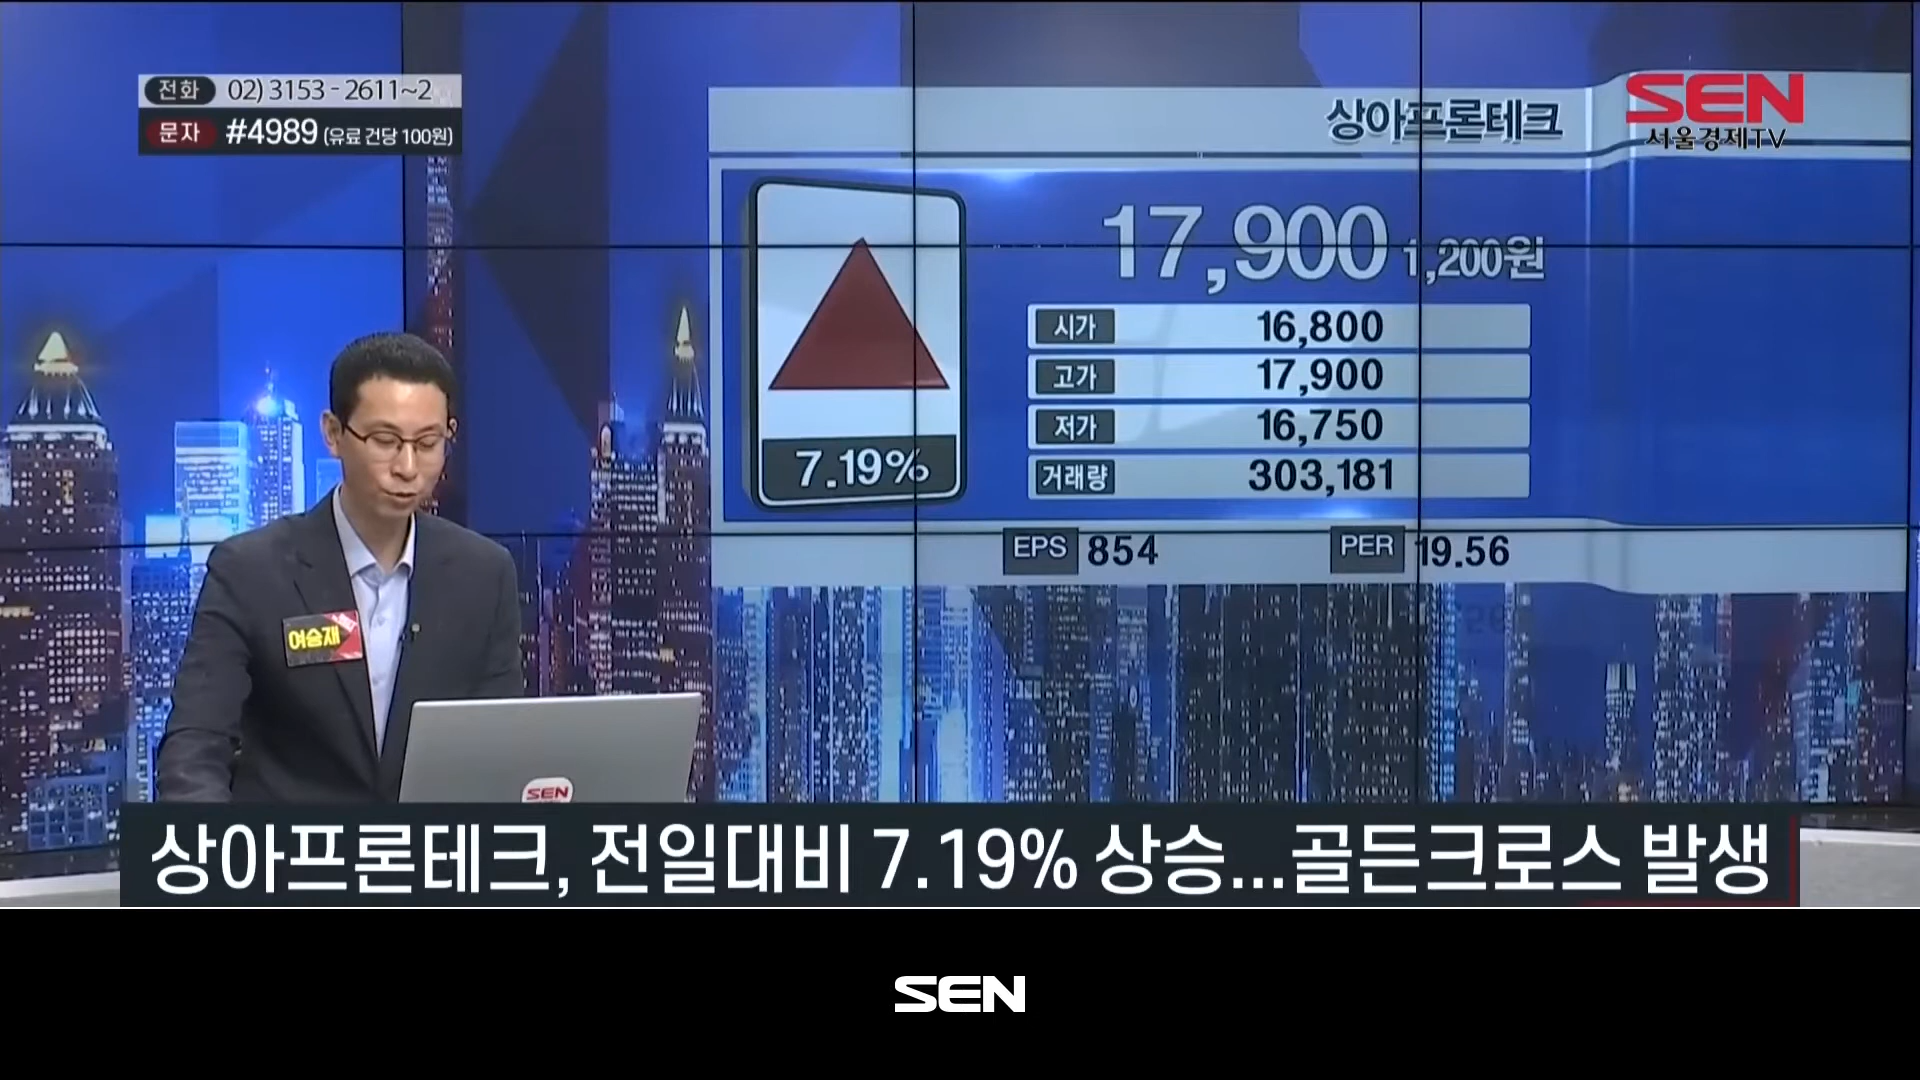 전화 02) 3153 - 2611~2
문자 #4989 (유료 건당 100원)
SEN
서울경제TV
상아프론테크
17,900 1,200원
시가 16,800
고가 17,900
저가 16,750
거래량 303,181
7.19%
EPS 854 PER 19.56
여승재
SEN
상아프론테크, 전일대비 7.19% 상승...골든크로스 발생
SEN